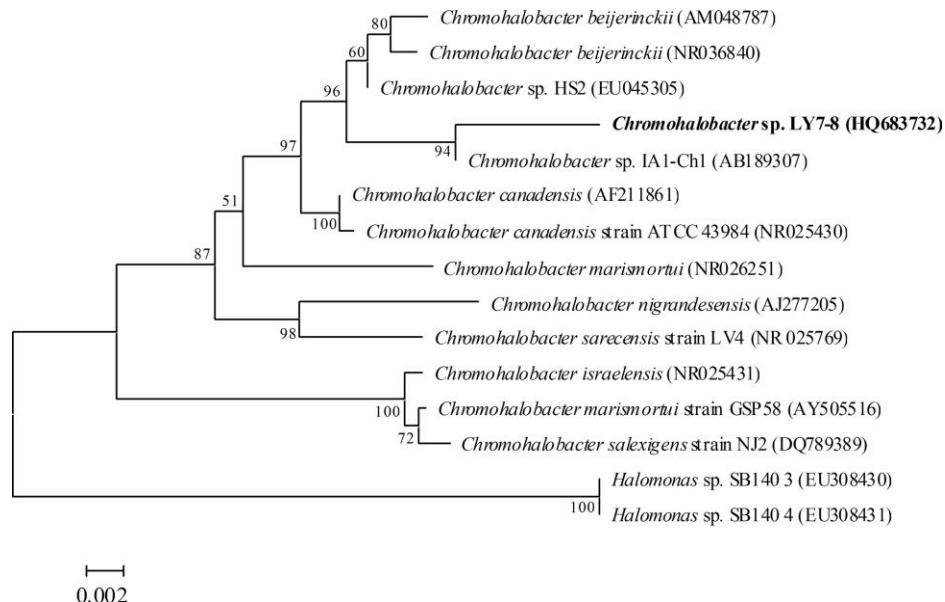 80
Chromohalobacter beijerinckii (AM048787)
Chromohalobacter beijerinckii (NR036840)
60
Chromohalobacter sp. HS2 (EU045305)
96
Chromohalobacter sp. LY7-8 (HQ683732)
94
Chromohalobacter sp. IA1-Ch1 (AB189307)
97
Chromohalobacter canadensis (AF211861)
100
Chromohalobacter canadensis strain ATCC 43984 (NR025430)
51
Chromohalobacter marismortui (NR026251)
87
Chromohalobacter nigrandesensis (AJ277205)
98
Chromohalobacter sarecensis strain LV4 (NR 025769)
Chromohalobacter israelensis (NR025431)
100
Chromohalobacter marismortui strain GSP58 (AY505516)
72
Chromohalobacter salexigens strain NJ2 (DQ789389)
Halomonas sp. SB140 3 (EU308430)
100
Halomonas sp. SB140 4 (EU308431)
0.002